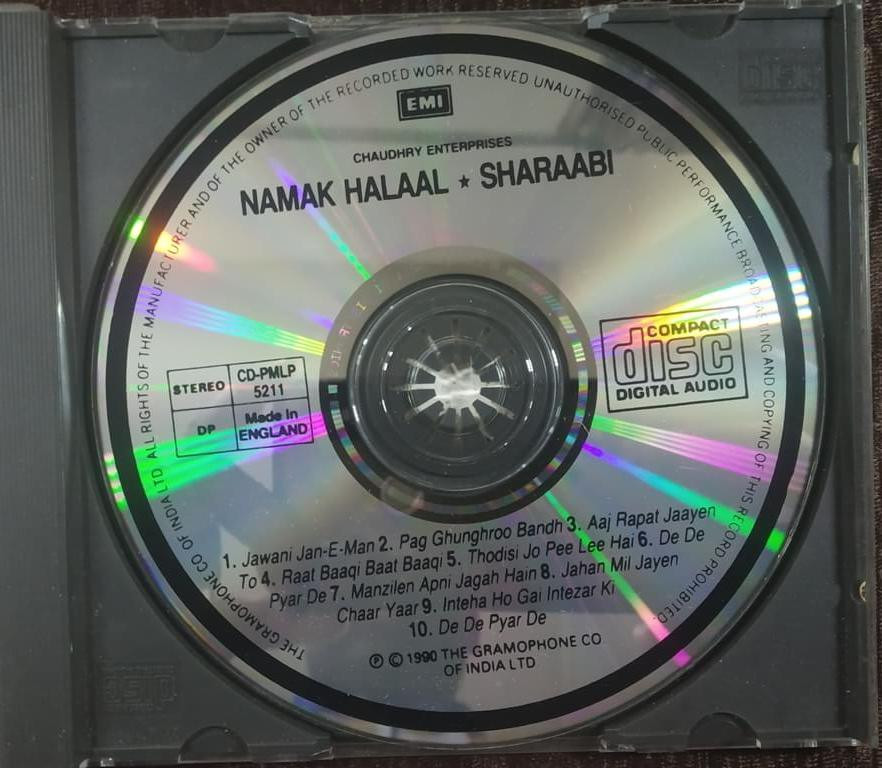 ALL RIGHTS OF THE MANUFACTURER AND OF THE OWNER OF THE RECORDED WORK RESERVED UNAUTHORISED PUBLIC PERFORMANCE BROADCASTING AND COPYING OF THIS RECORD PROHIBITED.
EMI
CHAUDHRY ENTERPRISES
NAMAK HALAAL ★ SHARAABI
STEREO
CD-PMLP
5211
DP
Made in
ENGLAND
COMPACT
disc
DIGITAL AUDIO
1. Jawani Jan-E-Man 2. Pag Ghunghroo Bandh 3. Aaj Rapat Jaayen
To 4. Raat Baaqi Baat Baaqi 5. Thodisi Jo Pee Lee Hai 6. De De
Pyar De 7. Manzilen Apni Jagah Hain 8. Jahan Mil Jayen
Chaar Yaar 9. Inteha Ho Gai Intezar Ki
10. De De Pyar De
℗ © 1990 THE GRAMOPHONE CO
OF INDIA LTD
THE GRAMOPHONE CO OF INDIA LTD